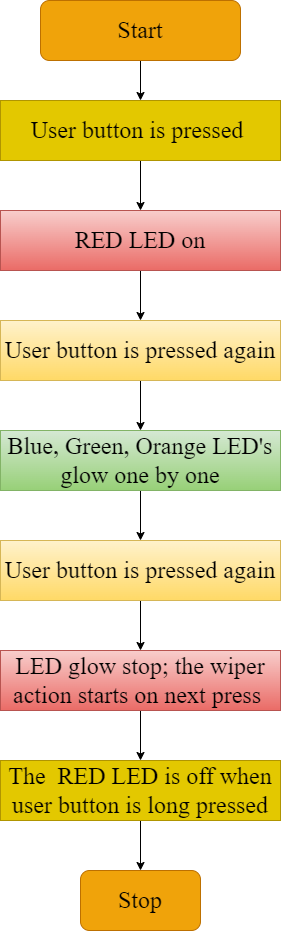 Start
User button is pressed
RED LED on
User button is pressed again
Blue, Green, Orange LED's
glow one by one
User button is pressed again
LED glow stop; the wiper
action starts on next press
The  RED LED is off when
user button is long pressed
Stop